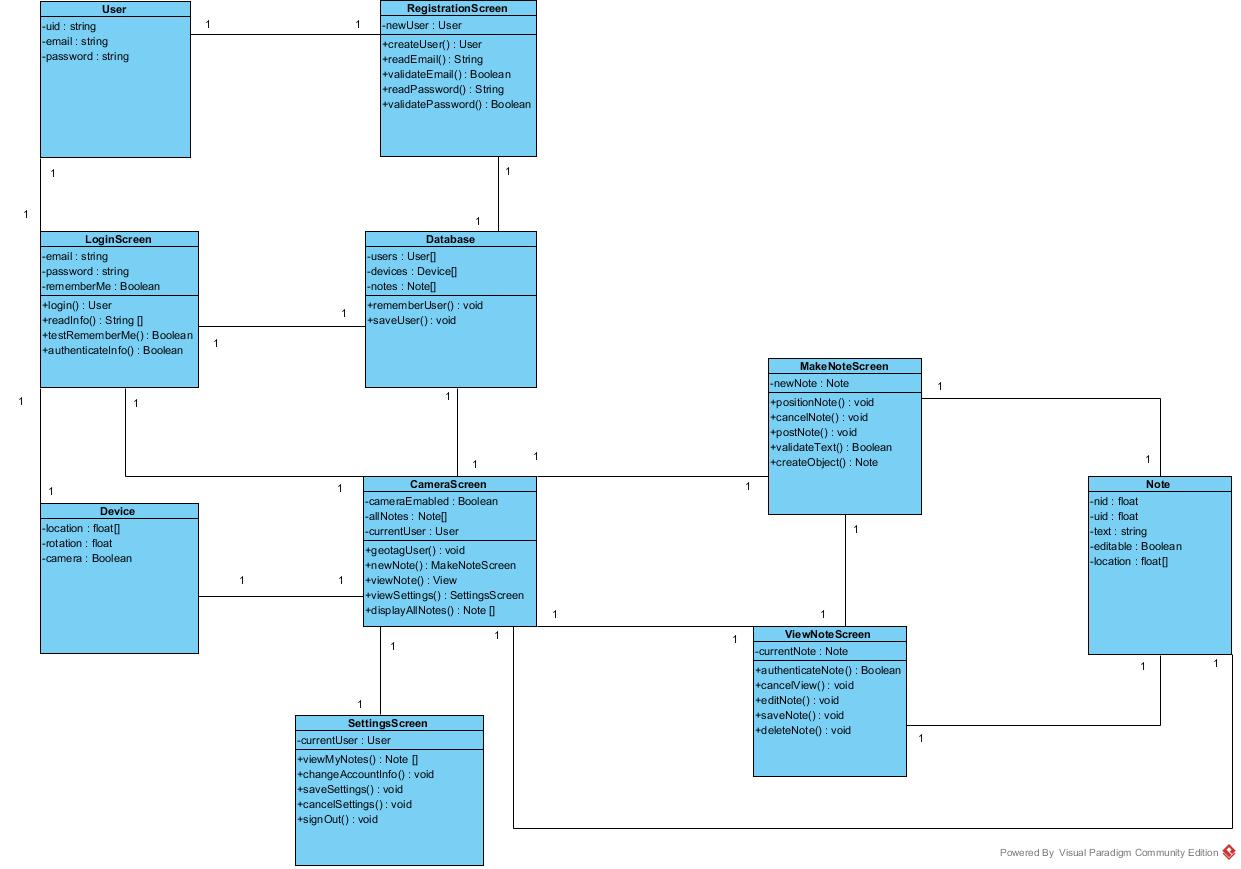 User
-uid : string
-email : string
-password : string
1
1
RegistrationScreen
-newUser : User
+createUser() : User
+readEmail() : String
+validateEmail() : Boolean
+readPassword() : String
+validatePassword() : Boolean
1
1
1
1
LoginScreen
-email : string
-password : string
-rememberMe : Boolean
+login() : User
+readInfo() : String []
+testRememberMe() : Boolean
+authenticateInfo() : Boolean
1
1
Database
-users : User[]
-devices : Device[]
-notes : Note[]
+rememberUser() : void
+saveUser() : void
1
1
1
1
1
1
1
1
MakeNoteScreen
-newNote : Note
+positionNote() : void
+cancelNote() : void
+postNote() : void
+validateText() : Boolean
+createObject() : Note
1
1
Device
-location : float[]
-rotation : float
-camera : Boolean
1
1
CameraScreen
-cameraEmabled : Boolean
-allNotes : Note[]
-currentUser : User
+geotagUser() : void
+newNote() : MakeNoteScreen
+viewNote() : View
+viewSettings() : SettingsScreen
+displayAllNotes() : Note []
Note
-nid : float
-uid : float
-text : string
-editable : Boolean
-location : float[]
1
1
1
1
1
1
1
1
1
1
ViewNoteScreen
-currentNote : Note
+authenticateNote() : Boolean
+cancelView() : void
+editNote() : void
+saveNote() : void
+deleteNote() : void
1
SettingsScreen
-currentUser : User
+viewMyNotes() : Note []
+changeAccountInfo() : void
+saveSettings() : void
+cancelSettings() : void
+signOut() : void
Powered By Visual Paradigm Community Edition